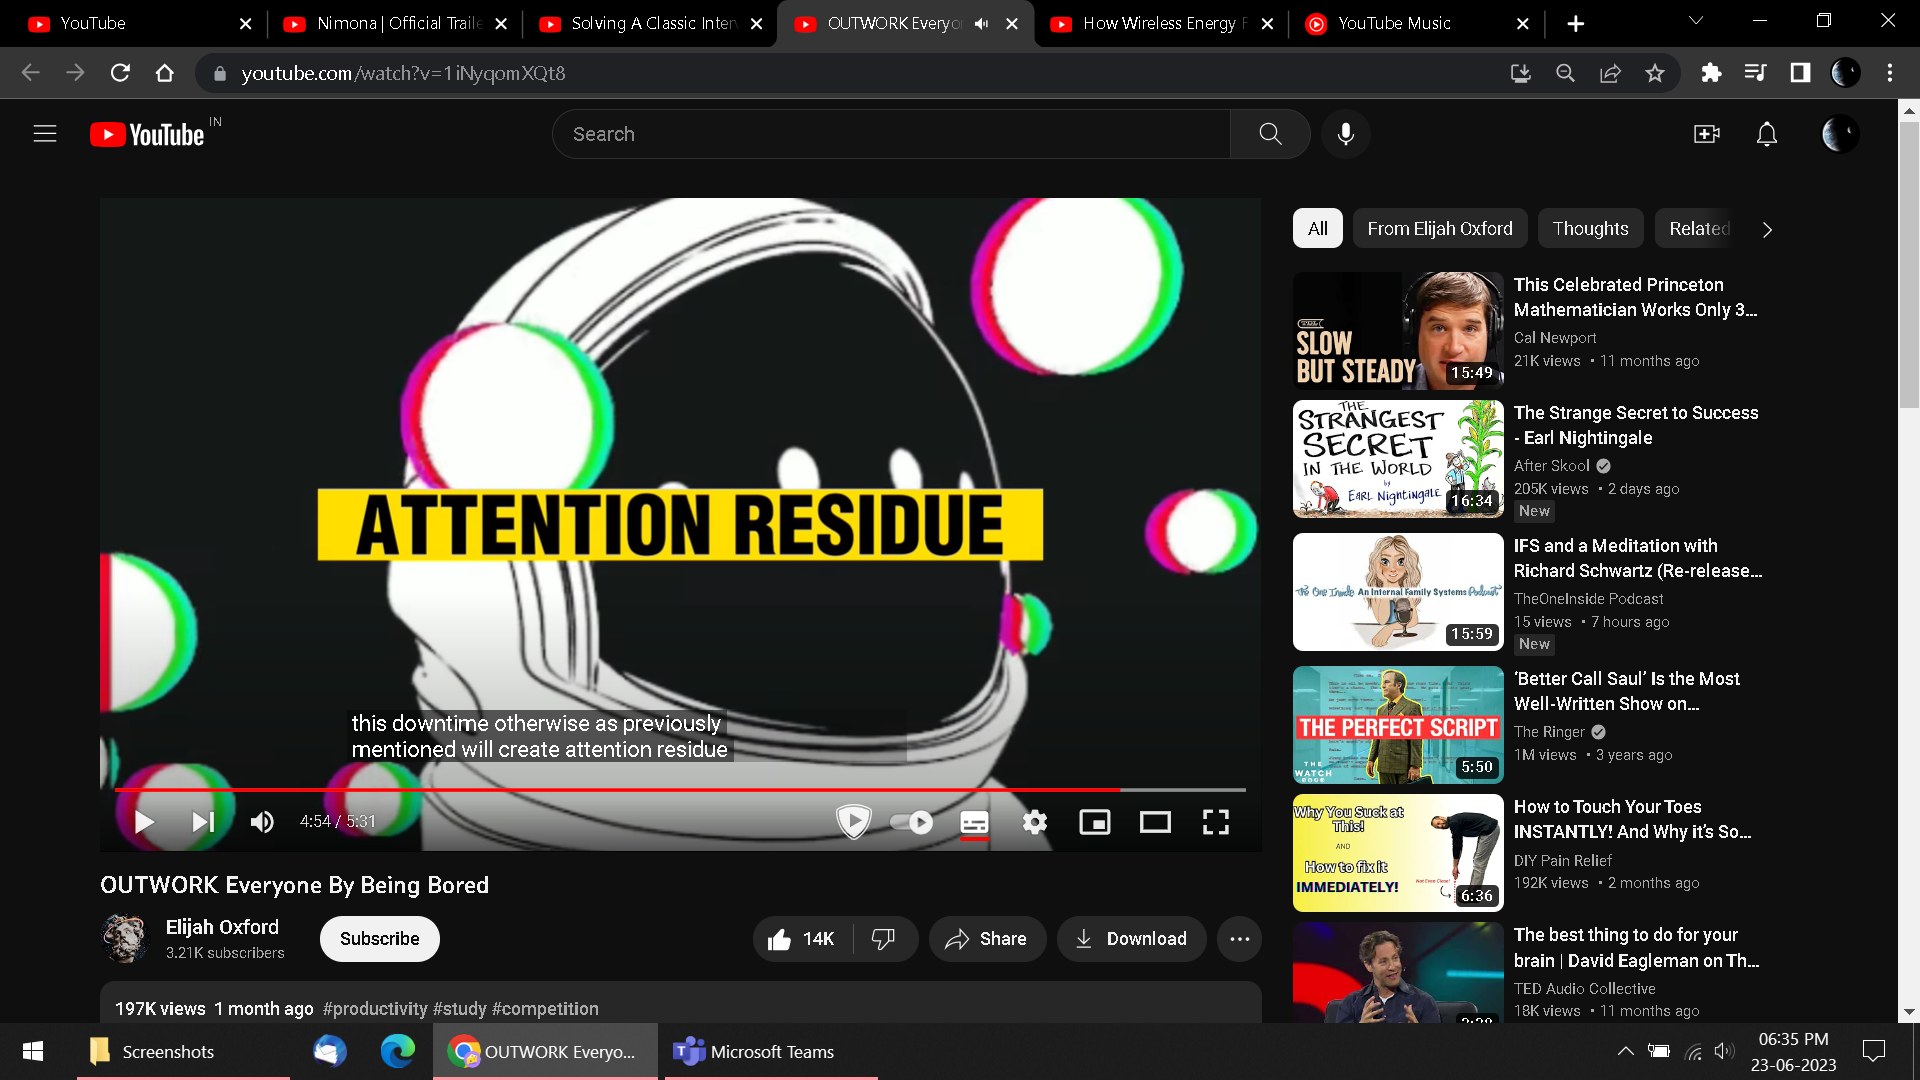 YouTube
Nimona | Official Traile
Solving A Classic Inter
OUTWORK Everyo
How Wireless Energy F
YouTube Music
youtube.com/watch?v=1iNyqomXQt8
YouTube IN
Search
ATTENTION RESIDUE
this downtime otherwise as previously
mentioned will create attention residue
4:54 / 5:31
OUTWORK Everyone By Being Bored
Elijah Oxford
3.21K subscribers
Subscribe
14K
Share
Download
197K views 1 month ago #productivity #study #competition
All
From Elijah Oxford
Thoughts
Related
SLOW
BUT STEADY
15:49
This Celebrated Princeton
Mathematician Works Only 3...
Cal Newport
21K views • 11 months ago
THE
STRANGEST
SECRET
IN THE WORLD
by
EARL NIGHTINGALE
16:34
The Strange Secret to Success
- Earl Nightingale
After Skool
205K views • 2 days ago
New
The One Inside An Internal Family Systems Podcast
15:59
IFS and a Meditation with
Richard Schwartz (Re-release...
TheOneInside Podcast
15 views • 7 hours ago
New
THE PERFECT SCRIPT
THE
WATCH
5:50
‘Better Call Saul’ Is the Most
Well-Written Show on...
The Ringer
1M views • 3 years ago
Why You Suck at
This!
AND
How to fix it
IMMEDIATELY!
Not Even Close!
6:36
How to Touch Your Toes
INSTANTLY! And Why it's So...
DIY Pain Relief
192K views • 2 months ago
The best thing to do for your
brain | David Eagleman on Th...
TED Audio Collective
18K views • 11 months ago
Screenshots
OUTWORK Everyo...
Microsoft Teams
06:35 PM
23-06-2023